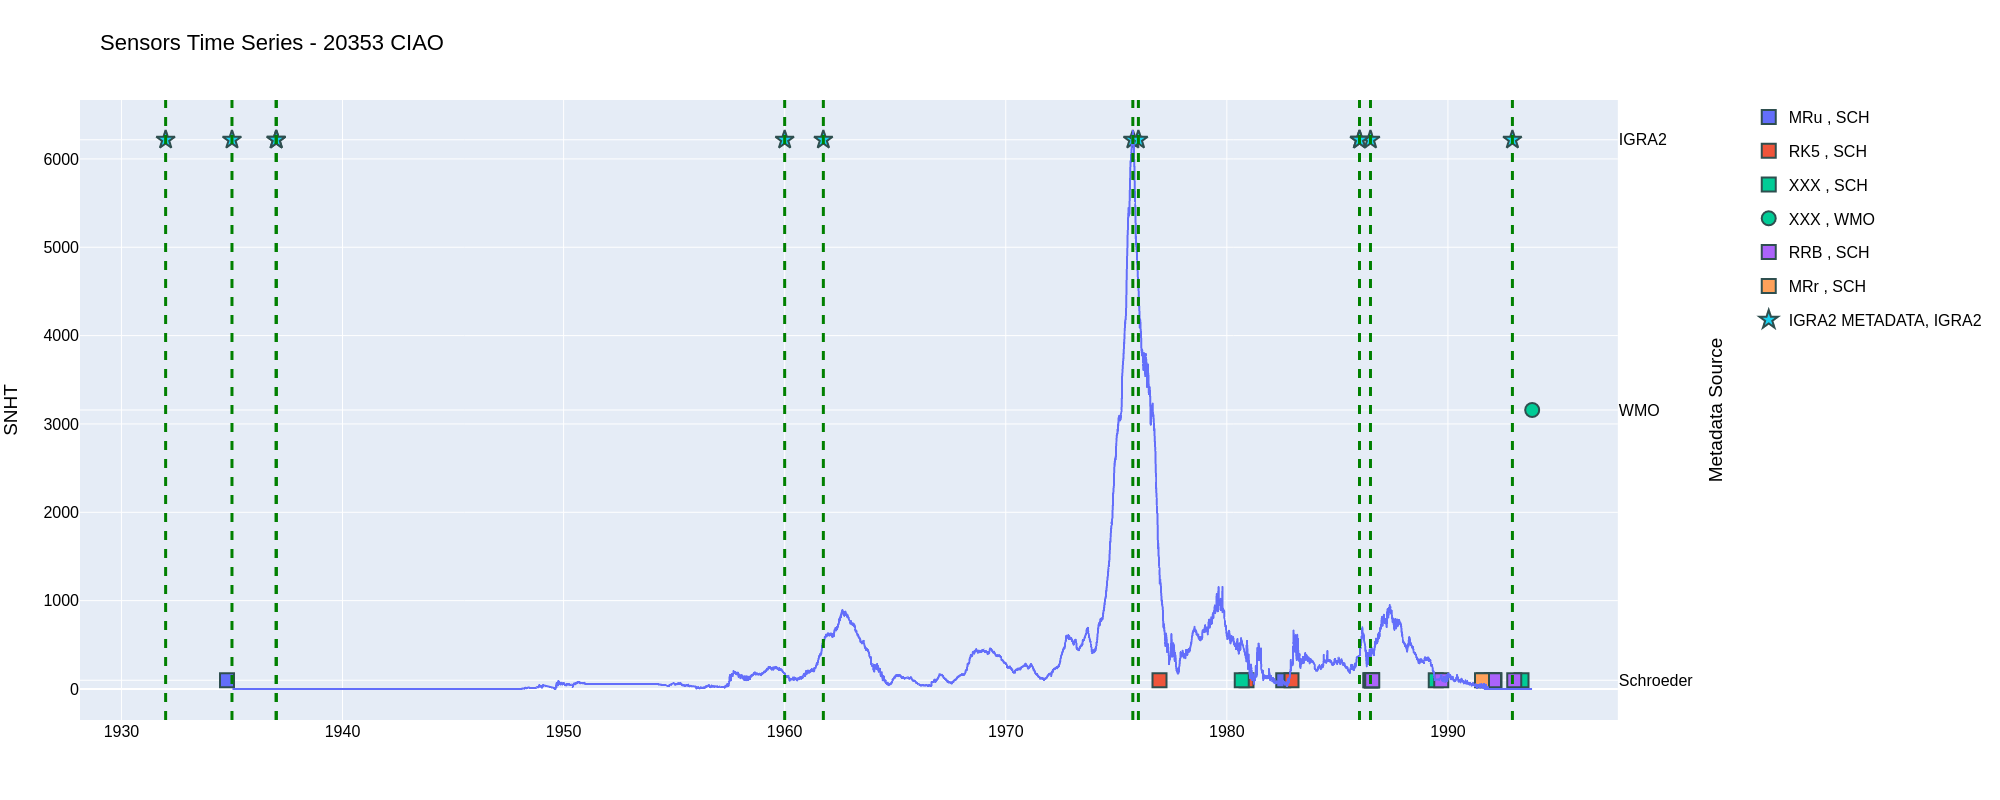 Sensors Time Series - 20353 CIAO
SNHT
6000
5000
4000
3000
2000
1000
0
1930
1940
1950
1960
1970
1980
1990
IGRA2
WMO
Schroeder
Metadata Source
MRu , SCH
RK5 , SCH
XXX , SCH
XXX , WMO
RRB , SCH
MRr , SCH
IGRA2 METADATA, IGRA2